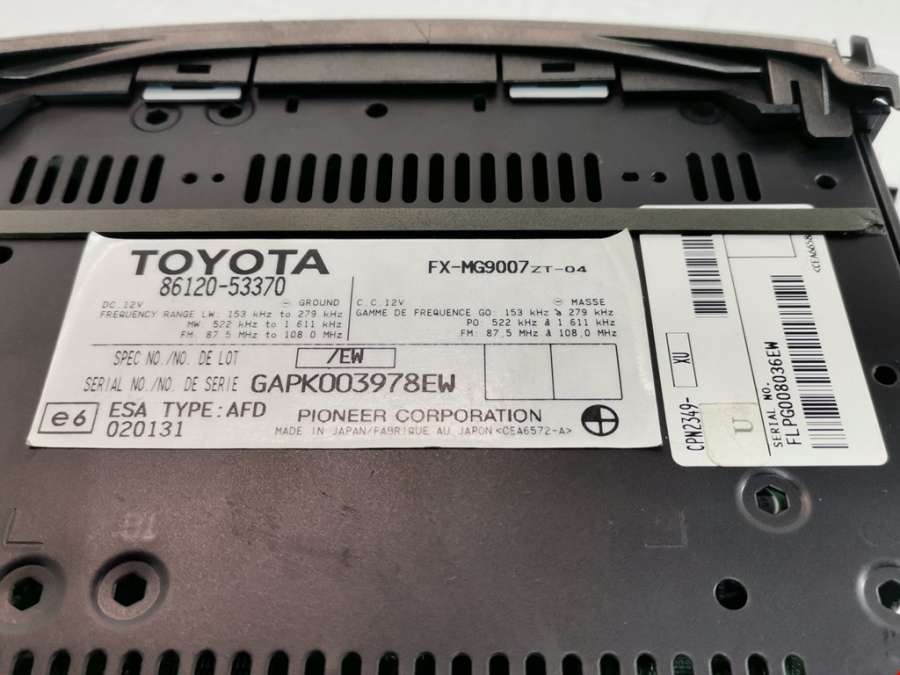 TOYOTA
86120-53370
FX-MG9007ZT-04
DC.12V ⊖ GROUND
FREQUENCY RANGE LW: 153 kHz to 279 kHz
MW: 522 kHz to 1 611 kHz
FM: 87.5 MHz to 108.0 MHz
C.C.12V ⊖ MASSE
GAMME DE FREQUENCE GO: 153 kHz à 279 kHz
PO: 522 kHz à 1 611 kHz
FM: 87.5 MHz à 108.0 MHz
SPEC NO./NO. DE LOT /EW
SERIAL NO./NO. DE SERIE GAPK003978EW
e6 ESA TYPE:AFD
020131
PIONEER CORPORATION
MADE IN JAPAN/FABRIQUE AU JAPON <CEA6572-A>
CPN2349-
XU
U
SERIAL NO.
FLPG008036EW
01